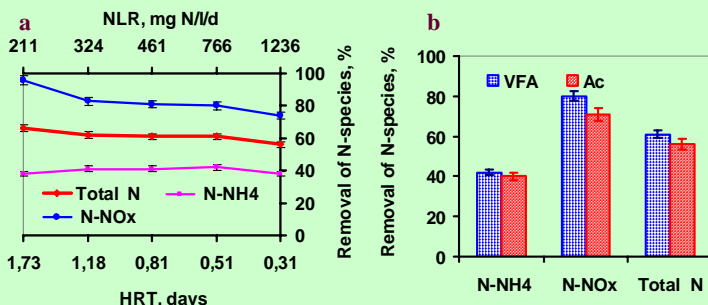 a
NLR, mg N/l/d
211 324 461 766 1236
100
80
60
40
20
0
Removal of N-species, %
Total N N-NH4
N-NOx
1,73 1,18 0,81 0,51 0,31
HRT, days
b
Removal of N-species, %
100
80
60
40
20
0
VFA Ac
N-NH4 N-NOx Total N